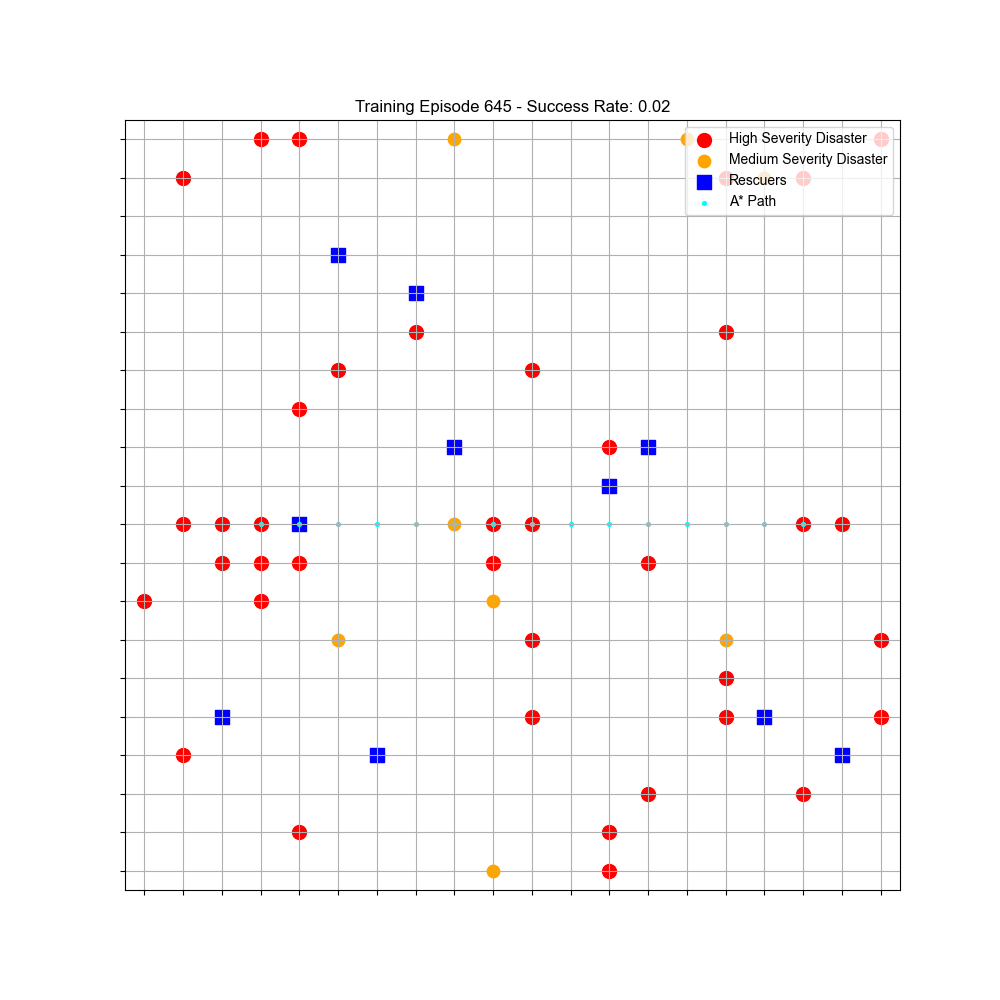 Training Episode 645 - Success Rate: 0.02
High Severity Disaster
Medium Severity Disaster
Rescuers
A* Path